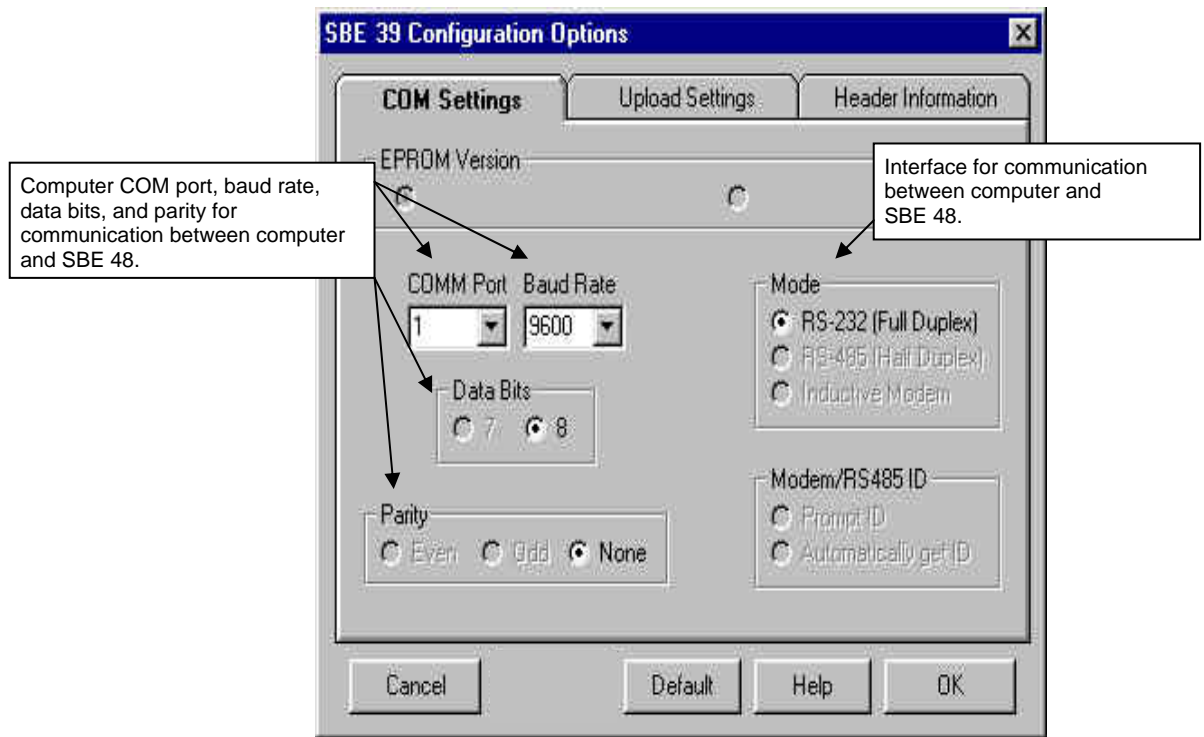 SBE 39 Configuration Options
COM Settings
Upload Settings
Header Information
EPROM Version
Computer COM port, baud rate,
data bits, and parity for
communication between computer
and SBE 48.
Interface for communication
between computer and
SBE 48.
COMM Port
Baud Rate
1
9600
Mode
RS-232 (Full Duplex)
RS-485 (Half Duplex)
Inductive Modem
Data Bits
7
8
Modem/RS485 ID
Prompt ID
Automatically get ID
Parity
Even
Odd
None
Cancel
Default
Help
OK